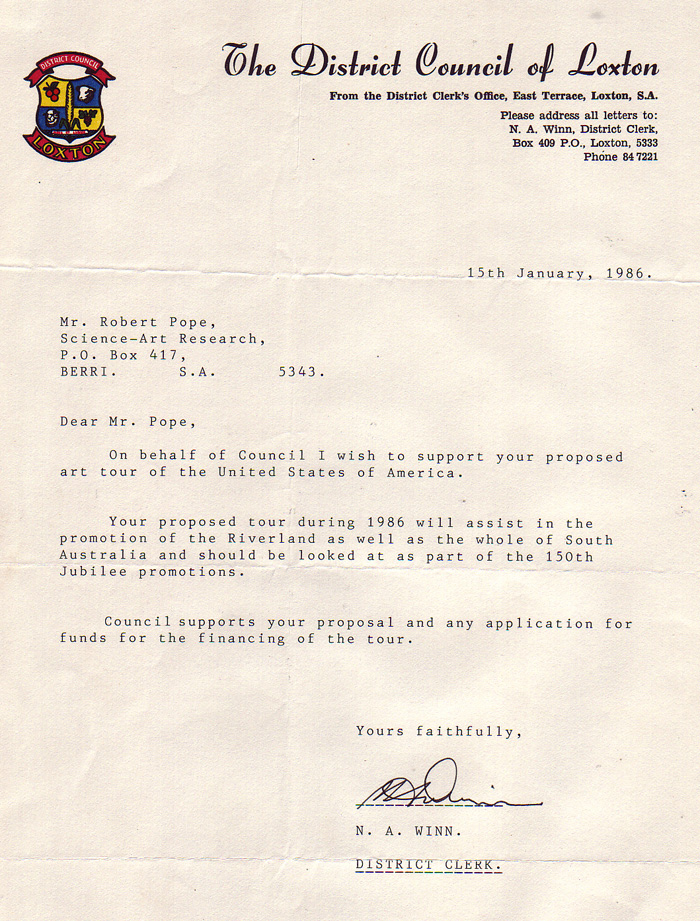 DISTRICT COUNCIL
LOXTON
The District Council of Loxton
From the District Clerk's Office, East Terrace, Loxton, S.A.
Please address all letters to:
N. A. Winn, District Clerk,
Box 409 P.O., Loxton, 5333
Phone 84 7221
15th January, 1986.
Mr. Robert Pope,
Science-Art Research,
P.O. Box 417,
BERRI. S.A. 5343.
Dear Mr. Pope,
On behalf of Council I wish to support your proposed
art tour of the United States of America.
Your proposed tour during 1986 will assist in the
promotion of the Riverland as well as the whole of South
Australia and should be looked at as part of the 150th
Jubilee promotions.
Council supports your proposal and any application for
funds for the financing of the tour.
Yours faithfully,
N. A. WINN.
DISTRICT CLERK.